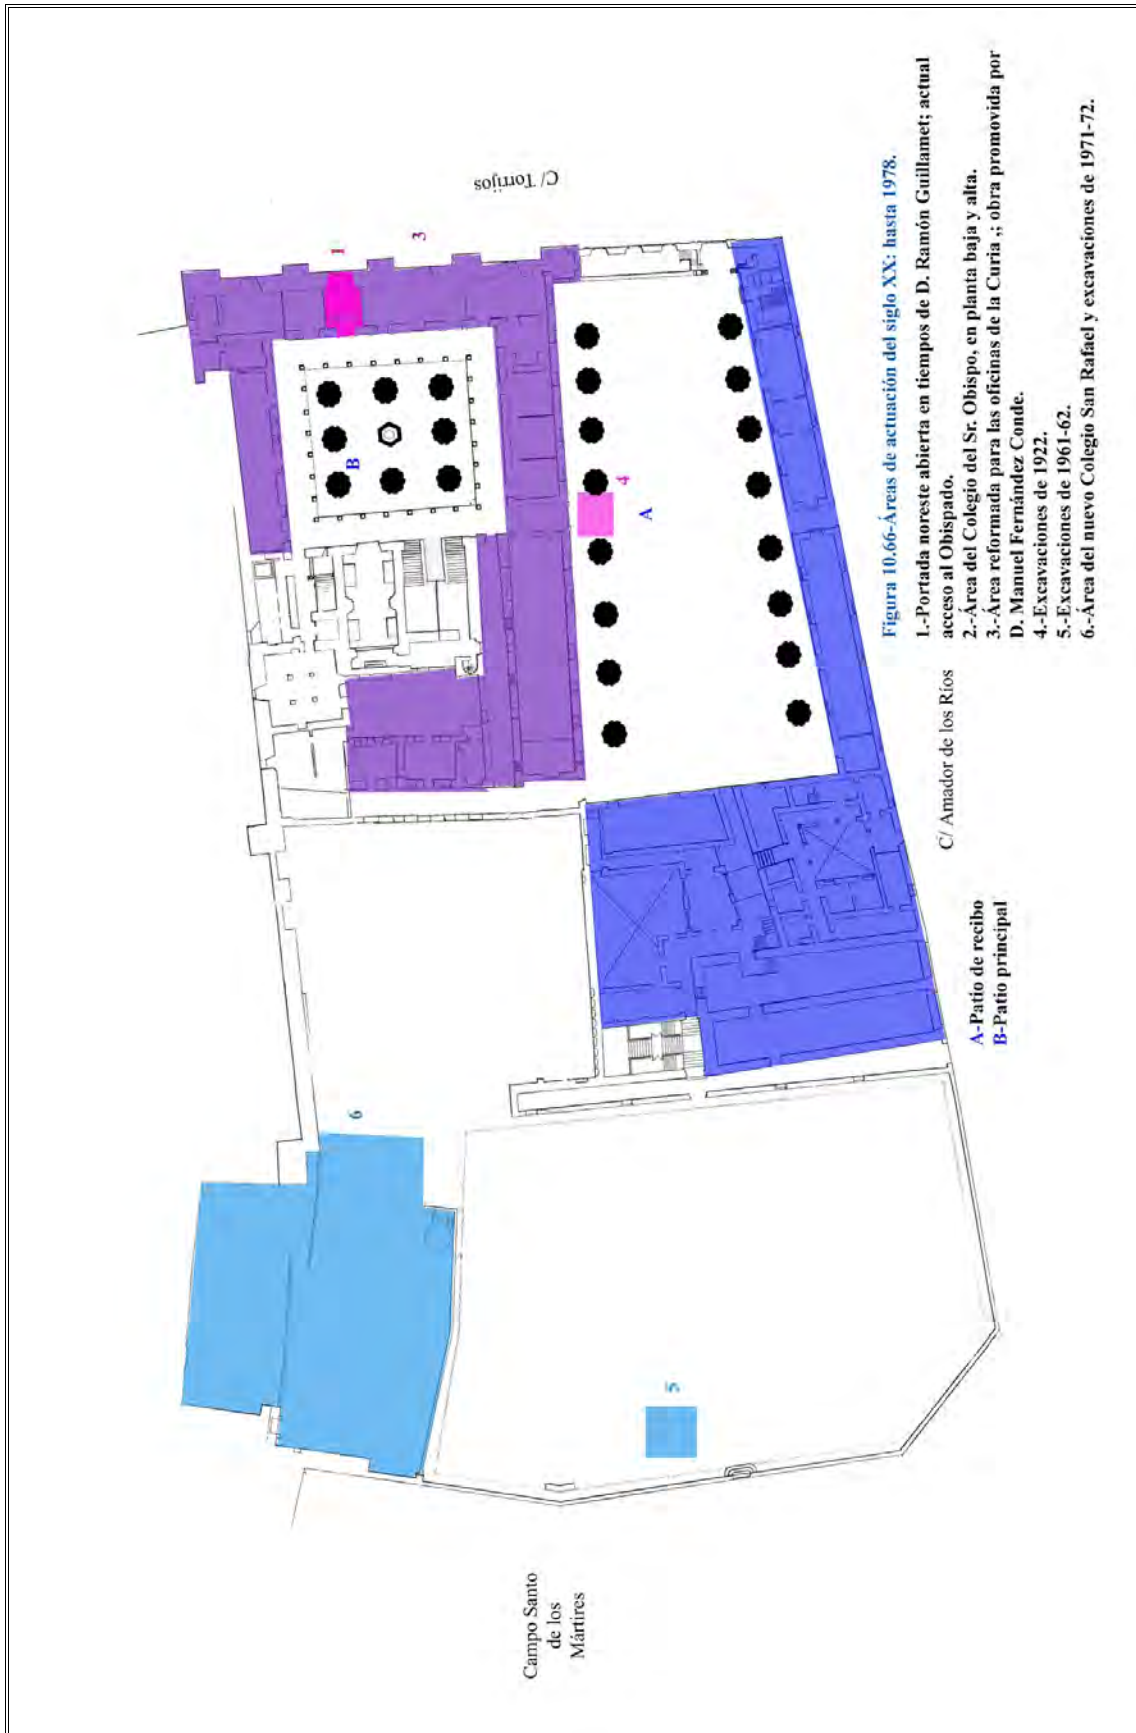 C/ Torrijos
1
3
B
4
A
Figura 10.66-Áreas de actuación del siglo XX: hasta 1978.
1.-Portada noreste abierta en tiempos de D. Ramón Guillamet; actual
acceso al Obispado.
2.-Área del Colegio del Sr. Obispo, en planta baja y alta.
3.-Área reformada para las oficinas de la Curia .; obra promovida por
D. Manuel Fernández Conde.
4.-Excavaciones de 1922.
5.-Excavaciones de 1961-62.
6.-Área del nuevo Colegio San Rafael y excavaciones de 1971-72.
C/ Amador de los Ríos
A-Patio de recibo
B-Patio principal
6
5
Campo Santo
de los
Mártires